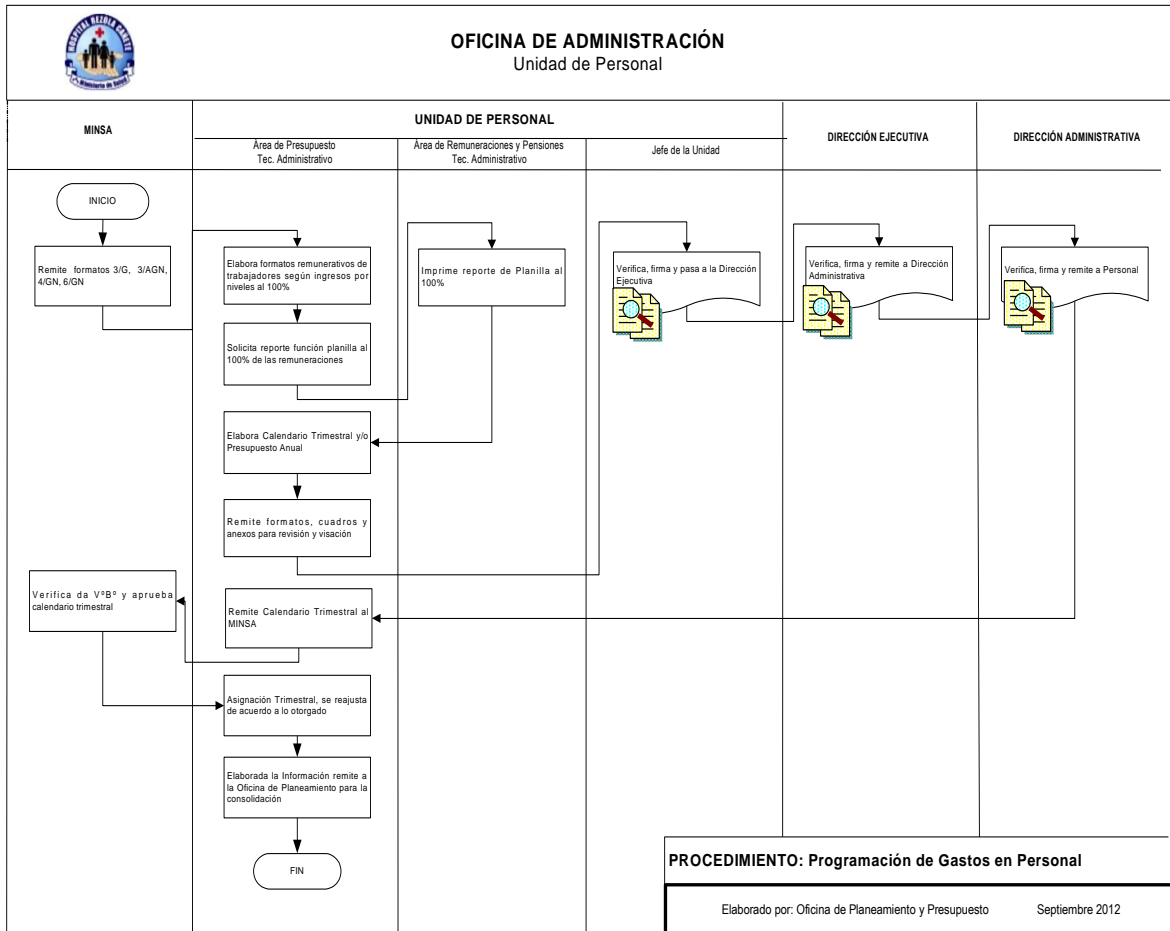 HOSPITAL REZOLA CAÑETE
Ministerio de Salud
OFICINA DE ADMINISTRACIÓN
Unidad de Personal
MINSA
UNIDAD DE PERSONAL
Área de Presupuesto
Tec. Administrativo
Área de Remuneraciones y Pensiones
Tec. Administrativo
Jefe de la Unidad
DIRECCIÓN EJECUTIVA
DIRECCIÓN ADMINISTRATIVA
INICIO
Remite formatos 3/G, 3/AGN,
4/GN, 6/GN
Elabora formatos remunerativos de
trabajadores según ingresos por
niveles al 100%
Imprime reporte de Planilla al
100%
Verifica, firma y pasa a la Dirección
Ejecutiva
Verifica, firma y remite a Dirección
Administrativa
Verifica, firma y remite a Personal
Solicita reporte función planilla al
100% de las remuneraciones
Elabora Calendario Trimestral y/o
Presupuesto Anual
Remite formatos, cuadros y
anexos para revisión y visación
Verifica da VºBº y aprueba
calendario trimestral
Remite Calendario Trimestral al
MINSA
Asignación Trimestral, se reajusta
de acuerdo a lo otorgado
Elaborada la Información remite a
la Oficina de Planeamiento para la
consolidación
FIN
PROCEDIMIENTO: Programación de Gastos en Personal
Elaborado por: Oficina de Planeamiento y Presupuesto Septiembre 2012